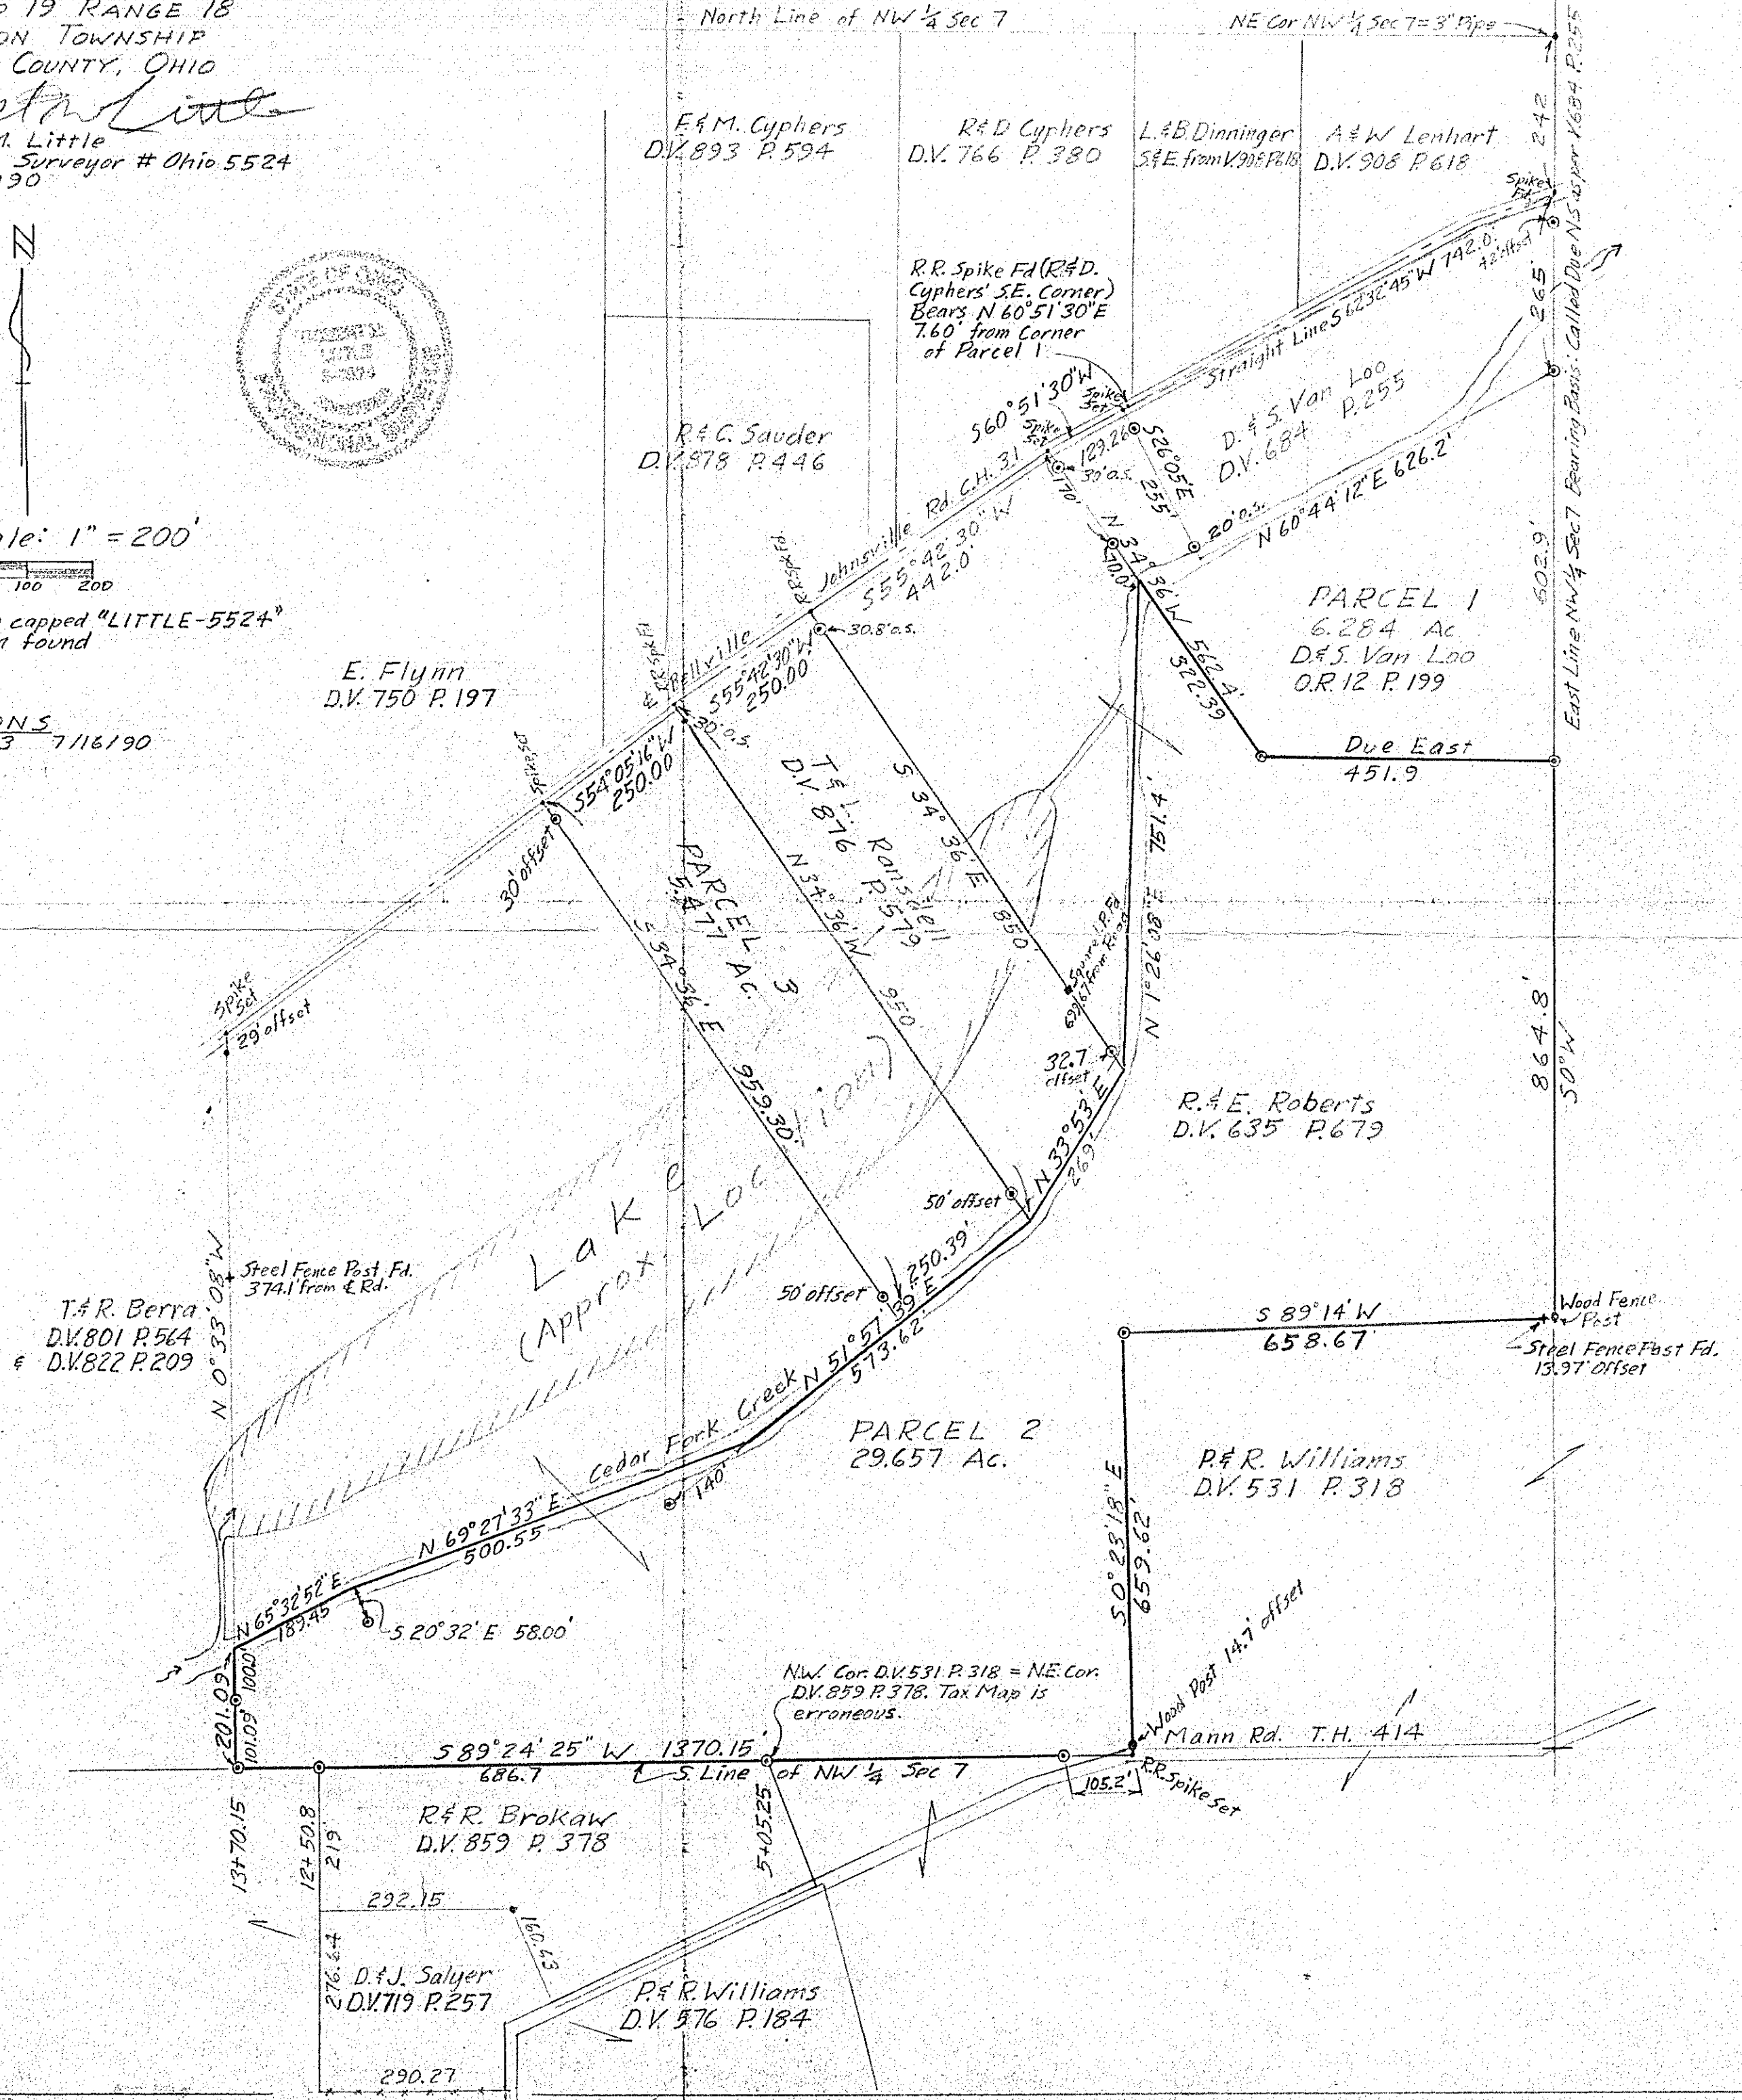 19 RANGE 18
ON TOWNSHIP
COUNTY, OHIO
M. Little
Surveyor # Ohio 5524
90
N
le: 1" = 200'
100 200
capped "LITTLE-5524"
found
ONS
3 7/16/90
North Line of NW ¼ Sec 7
NE Cor NW ¼ Sec 7 = 3" Pipe
E & M. Cyphers
D.V. 893 P. 594
R & D Cyphers
D.V. 766 P. 380
L. & B. Dinninger
S & E from V.908 P.618
A & W Lenhart
D.V. 908 P. 618
Spike
Fd
242
265'
602.9'
East Line NW ¼ Sec 7 Bearing Basis: Called Due N-S as per V.684 P. 255
R.R. Spike Fd (R & D.
Cyphers' S.E. Corner)
Bears N 60°51'30" E
7.60' from Corner
of Parcel 1
Straight Line S 62°32'45" W 742.0'
42' offset
S 60°51'30" W
Spike
Set
Spike
Set
129.26
30' o.s.
170'
S 26°05' E
255'
D. & S. Van Loo
D.V. 684 P. 255
20' o.s.
N 60°44'12" E 626.2'
R & C. Sauder
D.V. 878 P. 446
Bellville Johnsville Rd. C.H. 31
S 55°42'30" W
442.0'
30.8' o.s.
N 34°36' W 562.4'
70.0'
322.39
PARCEL 1
6.284 Ac.
D & S. Van Loo
O.R. 12 P. 199
Due East
451.9
E. Flynn
D.V. 750 P. 197
S 55°42'30" W
250.00'
30' o.s.
S 54°05'16" W
250.00
30' offset
T & L. Ransdell
D.V. 876 P. 579
PARCEL 3
5.477 Ac.
S 34° 36' E 850'
N 34° 36' W 950
S 34° 36' E 959.30'
Square I.P. Fd
N 1°26'08" E 751.4'
Spike
Set
29' offset
32.7'
offset
N 33°53' E
269'
R. & E. Roberts
D.V. 635 P. 679
864.8'
S 0° W
50' offset
50' offset
250.39'
N 51°57'39" E
573.62
Lake
(Approx. Location)
Steel Fence Post Fd.
374.1' from ℄ Rd.
T. & R. Berra
D.V. 801 P. 564
& D.V. 822 P. 209
N 0°33'08" W
S 89°14' W
658.67'
Wood Fence
Post
Steel Fence Post Fd.
13.97' Offset
Cedar Fork Creek
140'
PARCEL 2
29.657 Ac.
P. & R. Williams
D.V. 531 P. 318
S 0°23'18" E
659.62'
N 69°27'33" E
500.55
N 65°32'52" E
189.45
S 20°32' E 58.00'
201.09
100.0'
101.09'
N.W. Cor. D.V. 531 P. 318 = N.E. Cor.
D.V. 859 P. 378. Tax Map is
erroneous.
Wood Post 14.7' offset
Mann Rd. T.H. 414
R.R. Spike Set
105.2'
S 89°24'25" W 1370.15'
686.7
S. Line of NW ¼ Sec 7
13+70.15
12+50.8
219'
5+05.25
R & R. Brokaw
D.V. 859 P. 378
292.15
160.53
276.64
D. & J. Salyer
D.V. 719 P. 257
P. & R. Williams
D.V. 576 P. 184
290.27